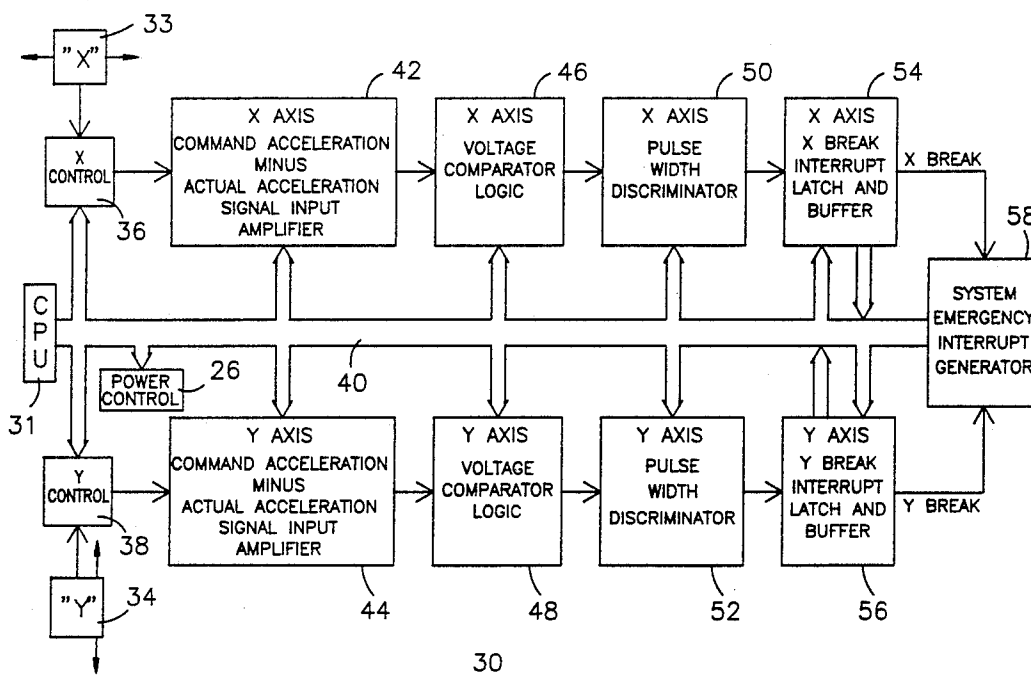 33
"X"
42
46
50
54
X AXIS
COMMAND ACCELERATION
MINUS
ACTUAL ACCELERATION
SIGNAL INPUT
AMPLIFIER
X AXIS
VOLTAGE
COMPARATOR
LOGIC
X AXIS
PULSE
WIDTH
DISCRIMINATOR
X AXIS
X BREAK
INTERRUPT
LATCH AND
BUFFER
X BREAK
X
CONTROL
36
58
CPU
31
POWER
CONTROL
26
40
SYSTEM
EMERGENCY
INTERRUPT
GENERATOR
Y
CONTROL
38
Y AXIS
COMMAND ACCELERATION
MINUS
ACTUAL ACCELERATION
SIGNAL INPUT
AMPLIFIER
Y AXIS
VOLTAGE
COMPARATOR
LOGIC
Y AXIS
PULSE
WIDTH
DISCRIMINATOR
Y AXIS
Y BREAK
INTERRUPT
LATCH AND
BUFFER
Y BREAK
"Y"
34
44
48
52
56
30